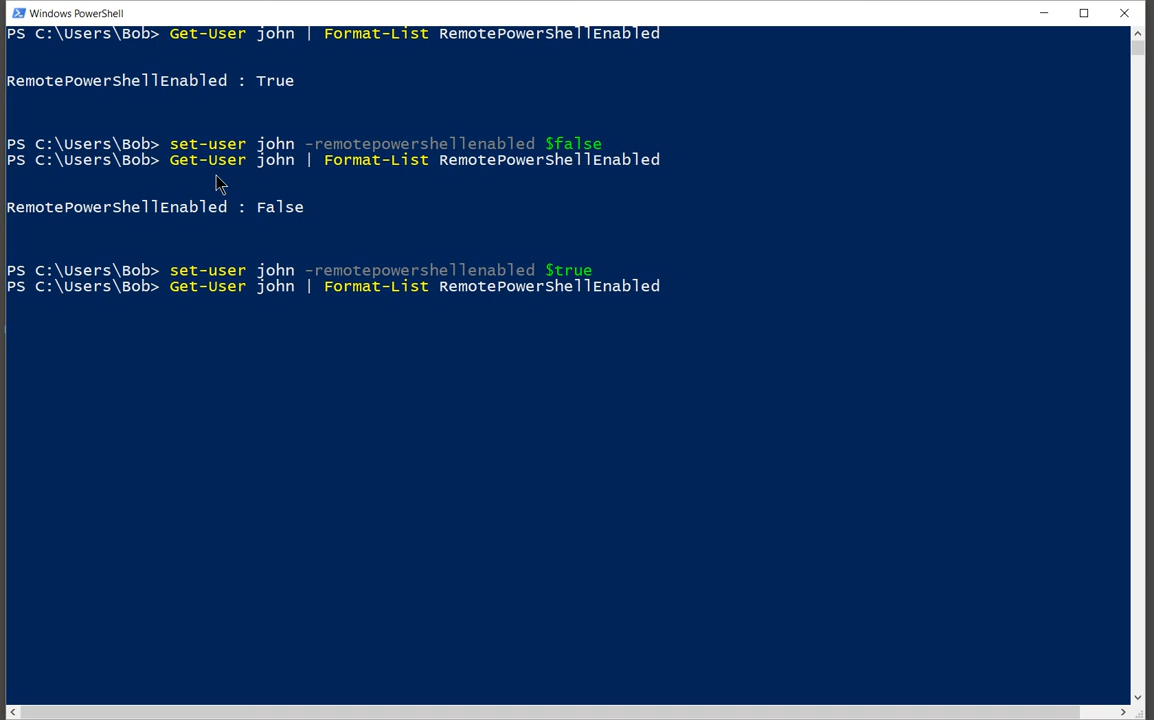 Windows PowerShell
PS C:\Users\Bob> Get-User john | Format-List RemotePowerShellEnabled
RemotePowerShellEnabled : True
PS C:\Users\Bob> set-user john -remotepowershellenabled $false
PS C:\Users\Bob> Get-User john | Format-List RemotePowerShellEnabled
RemotePowerShellEnabled : False
PS C:\Users\Bob> set-user john -remotepowershellenabled $true
PS C:\Users\Bob> Get-User john | Format-List RemotePowerShellEnabled